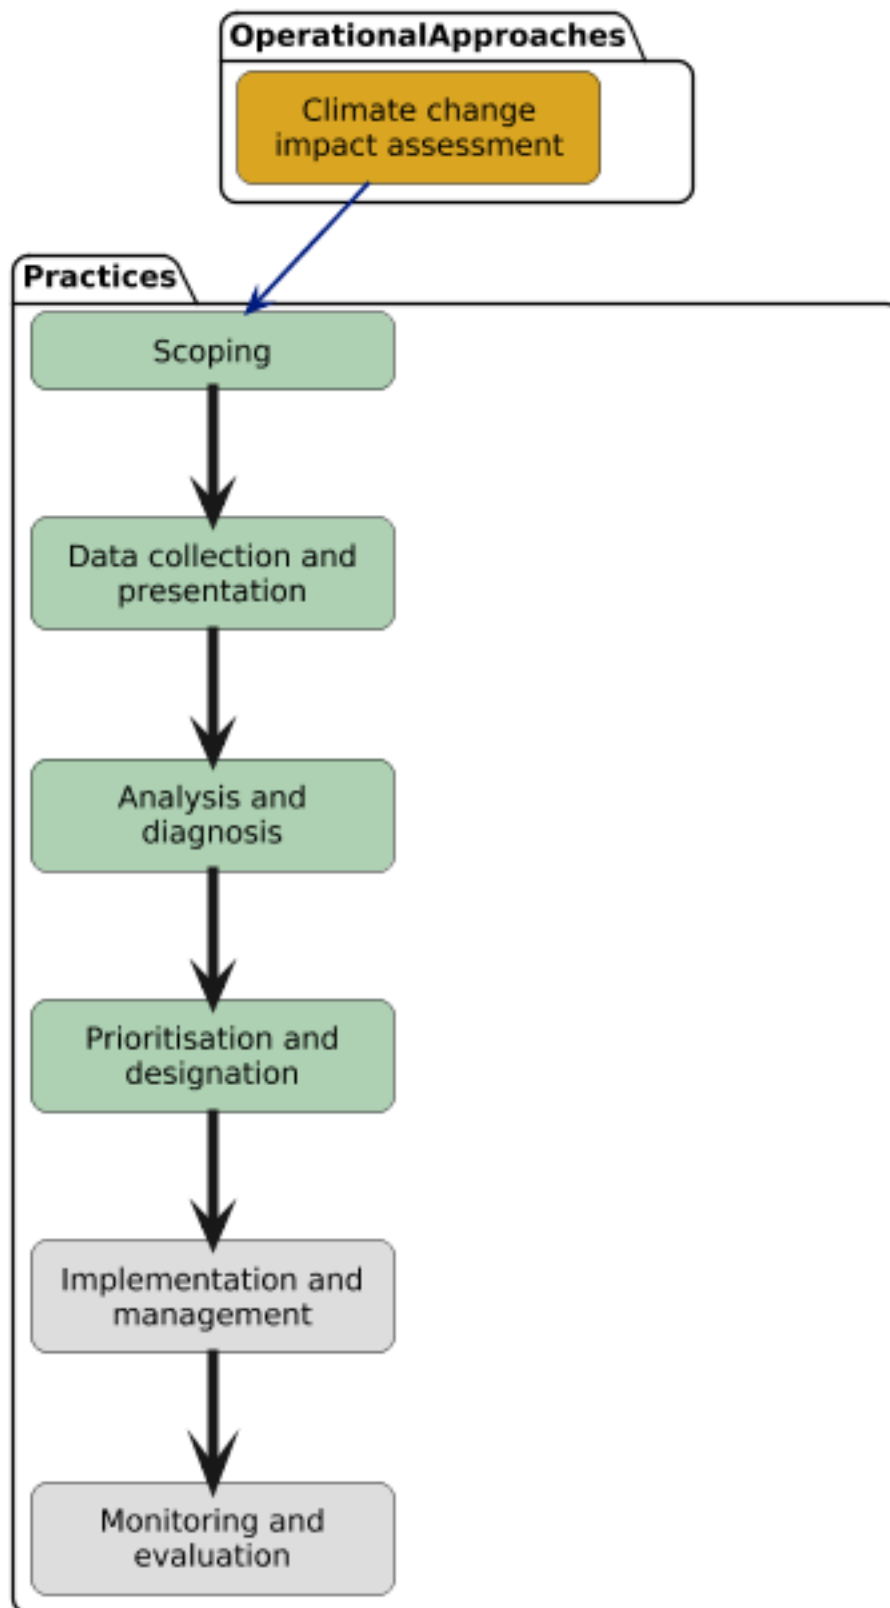 OperationalApproaches
Climate change
impact assessment
Practices
Scoping
Data collection and
presentation
Analysis and
diagnosis
Prioritisation and
designation
Implementation and
management
Monitoring and
evaluation